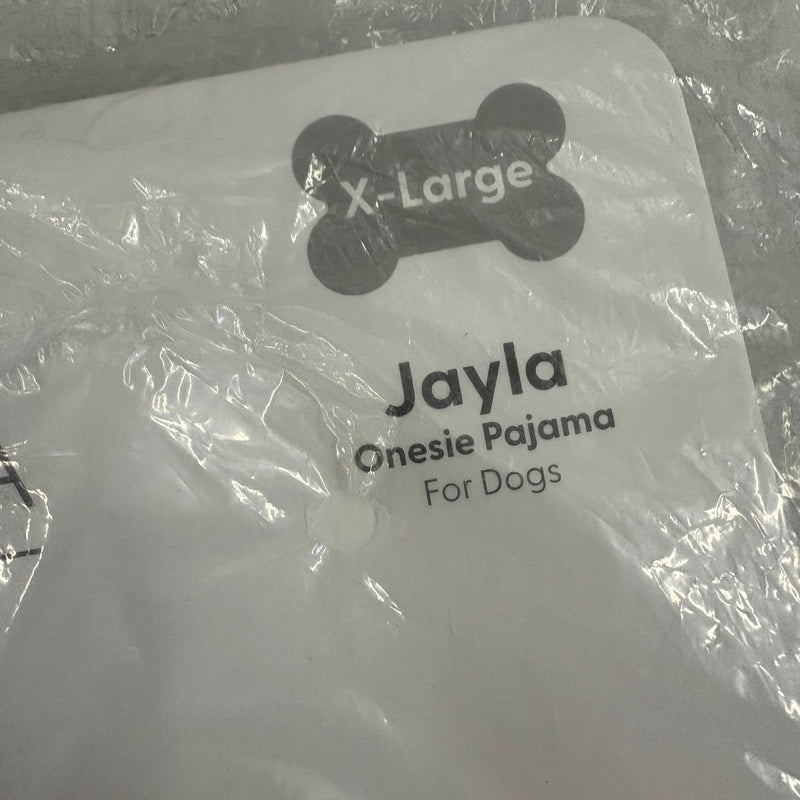 X-Large
Jayla
Onesie Pajama
For Dogs
A